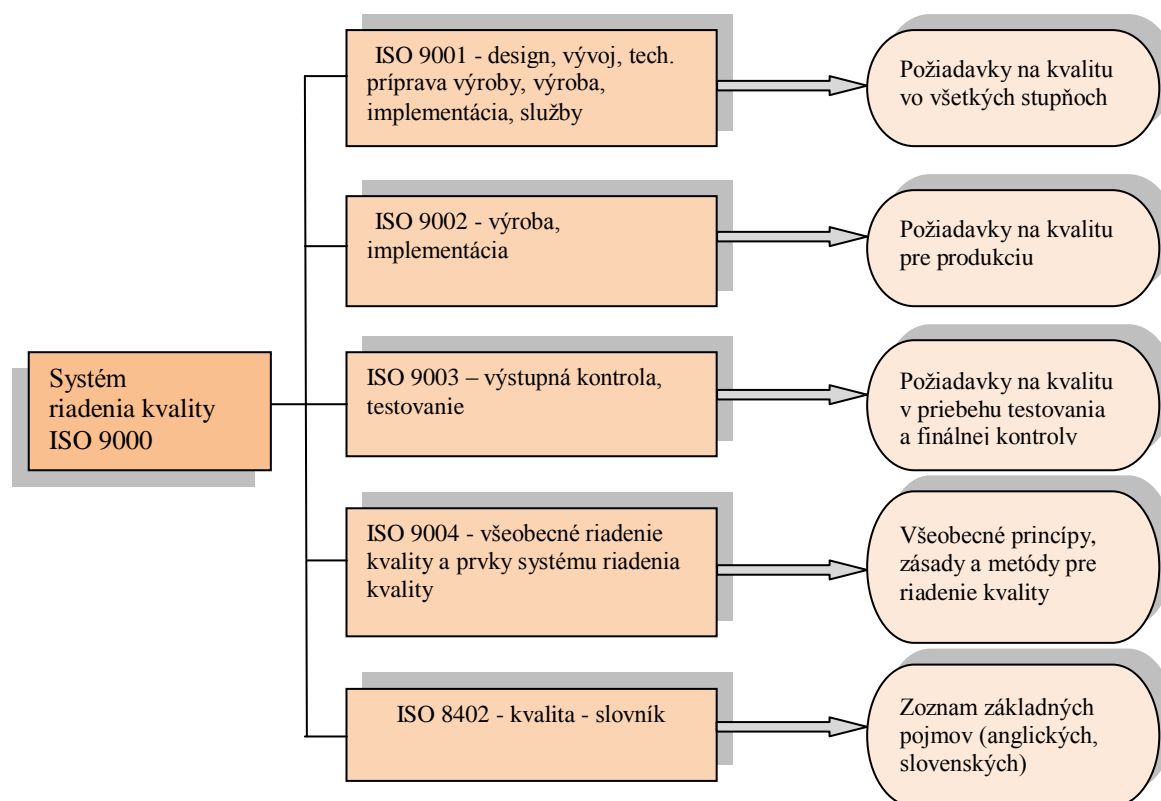 Systém
riadenia kvality
ISO 9000
ISO 9001 - design, vývoj, tech.
príprava výroby, výroba,
implementácia, služby
Požiadavky na kvalitu
vo všetkých stupňoch
ISO 9002 - výroba,
implementácia
Požiadavky na kvalitu
pre produkciu
ISO 9003 – výstupná kontrola,
testovanie
Požiadavky na kvalitu
v priebehu testovania
a finálnej kontroly
ISO 9004 - všeobecné riadenie
kvality a prvky systému riadenia
kvality
Všeobecné princípy,
zásady a metódy pre
riadenie kvality
ISO 8402 - kvalita - slovník
Zoznam základných
pojmov (anglických,
slovenských)